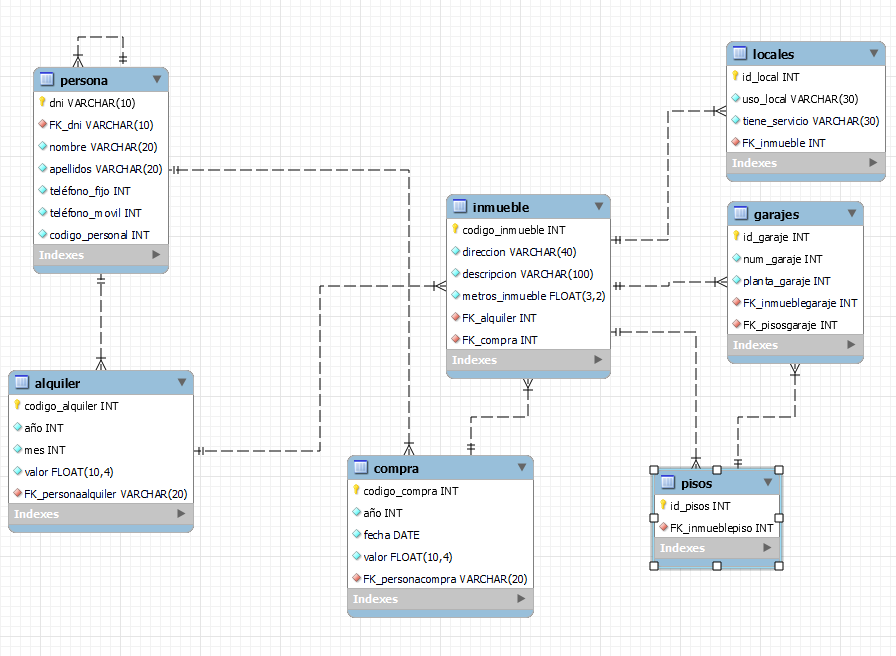 persona
dni VARCHAR(10)
FK_dni VARCHAR(10)
nombre VARCHAR(20)
apellidos VARCHAR(20)
teléfono_fijo INT
teléfono_movil INT
codigo_personal INT
Indexes
alquiler
codigo_alquiler INT
año INT
mes INT
valor FLOAT(10,4)
FK_personaalquiler VARCHAR(20)
Indexes
compra
codigo_compra INT
año INT
fecha DATE
valor FLOAT(10,4)
FK_personacompra VARCHAR(20)
Indexes
inmueble
codigo_inmueble INT
direccion VARCHAR(40)
descripcion VARCHAR(100)
metros_inmueble FLOAT(3,2)
FK_alquiler INT
FK_compra INT
Indexes
locales
id_local INT
uso_local VARCHAR(30)
tiene_servicio VARCHAR(30)
FK_inmueble INT
Indexes
garajes
id_garaje INT
num_garaje INT
planta_garaje INT
FK_inmueblegaraje INT
FK_pisosgaraje INT
Indexes
pisos
id_pisos INT
FK_inmueblepiso INT
Indexes